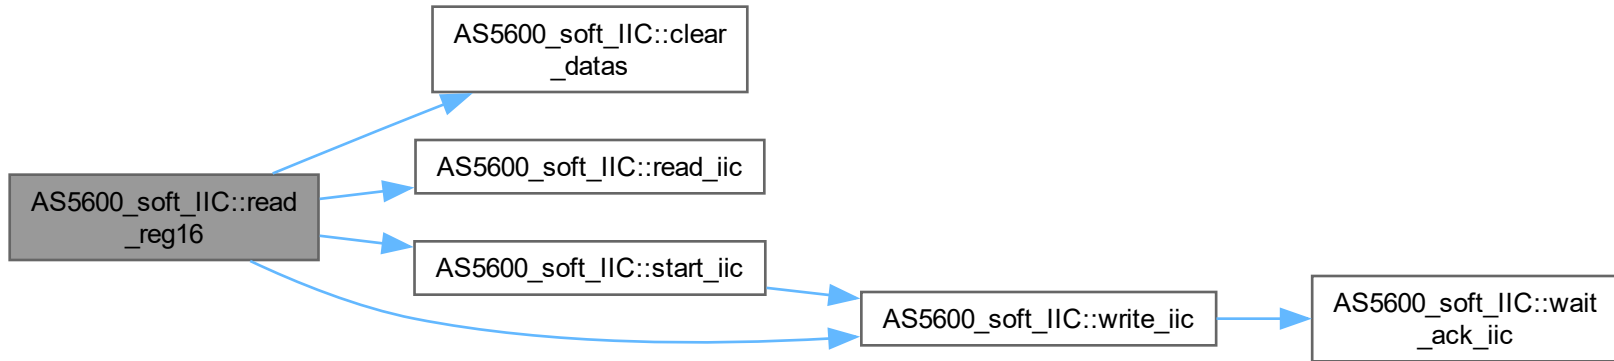 AS5600_soft_IIC::clear
_datas
AS5600_soft_IIC::read_iic
AS5600_soft_IIC::read
_reg16
AS5600_soft_IIC::start_iic
AS5600_soft_IIC::write_iic
AS5600_soft_IIC::wait
_ack_iic